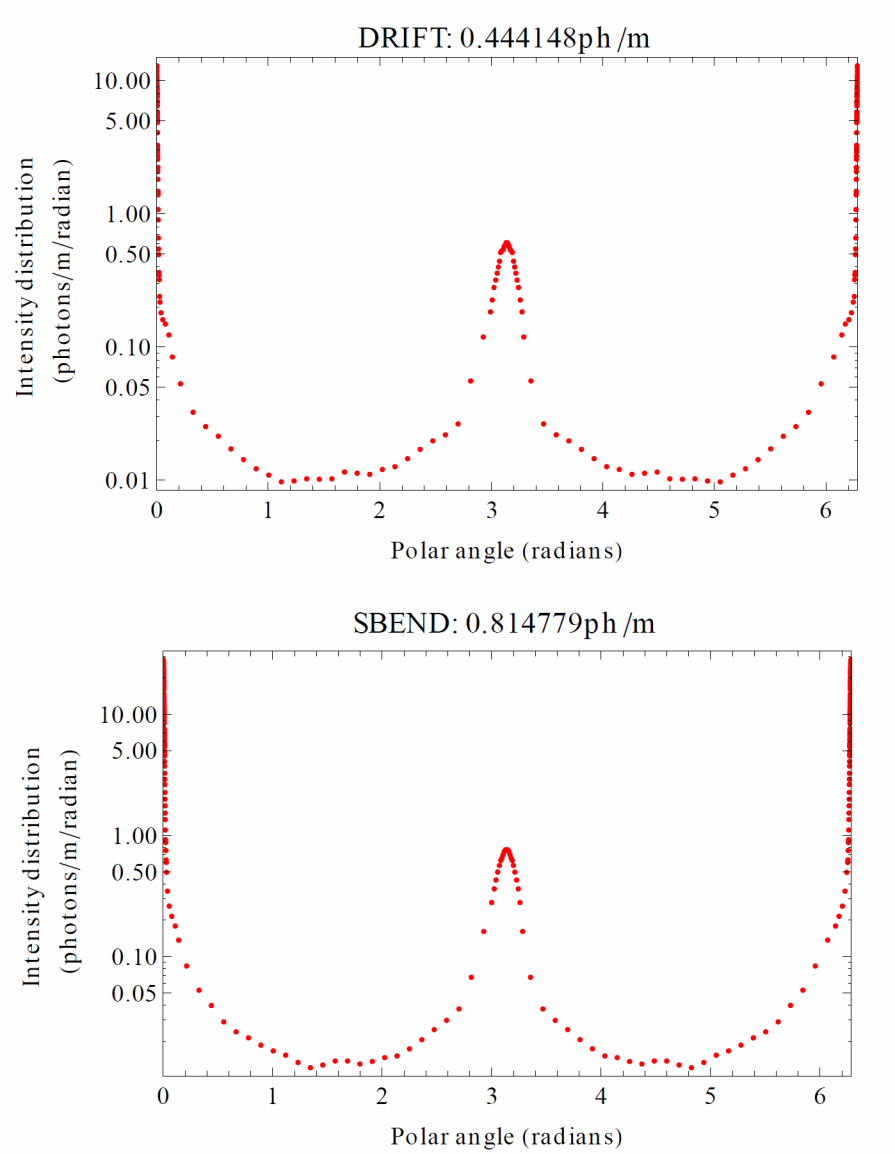 DRIFT: 0.444148ph/m
Intensity distribution
(photons/m/radian)
10.00
5.00
1.00
0.50
0.10
0.05
0.01
0 1 2 3 4 5 6
Polar angle (radians)
SBEND: 0.814779ph/m
Intensity distribution
(photons/m/radian)
10.00
5.00
1.00
0.50
0.10
0.05
0 1 2 3 4 5 6
Polar angle (radians)